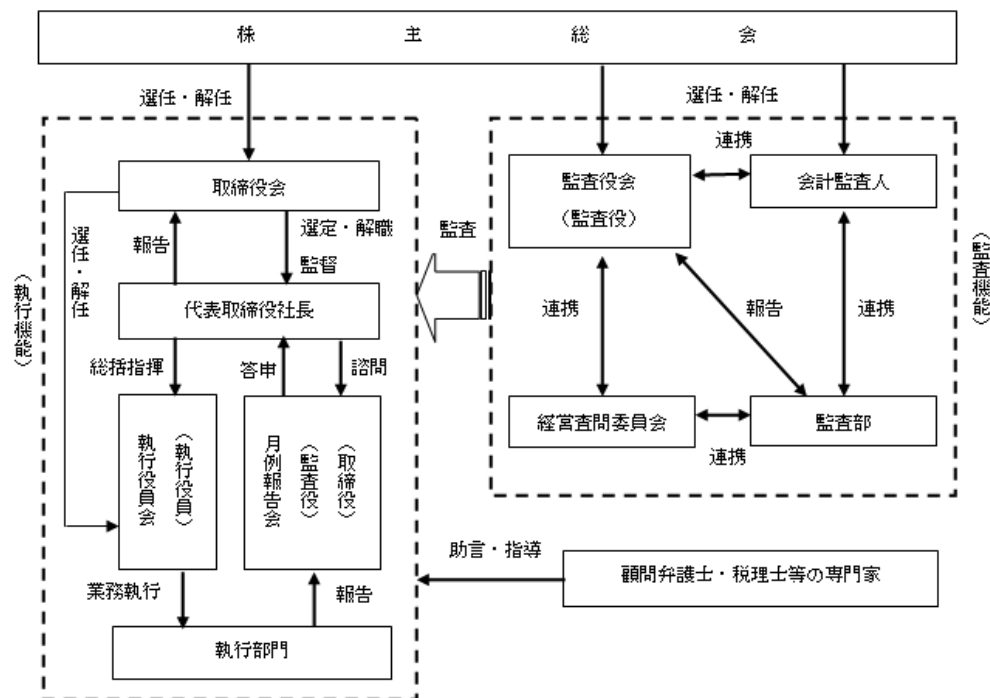 株主総会
選任・解任
選任・解任
連携
取締役会
監査役会
（監査役）
会計監査人
選任・解任
報告
選定・解職
監督
監査
（執行機能）
（監査機能）
代表取締役社長
連携
報告
連携
総括指揮
答申
諮問
執行役員会
（執行役員）
月例報告会
（監査役）
（取締役）
経営査問委員会
監査部
連携
助言・指導
顧問弁護士・税理士等の専門家
業務執行
報告
執行部門